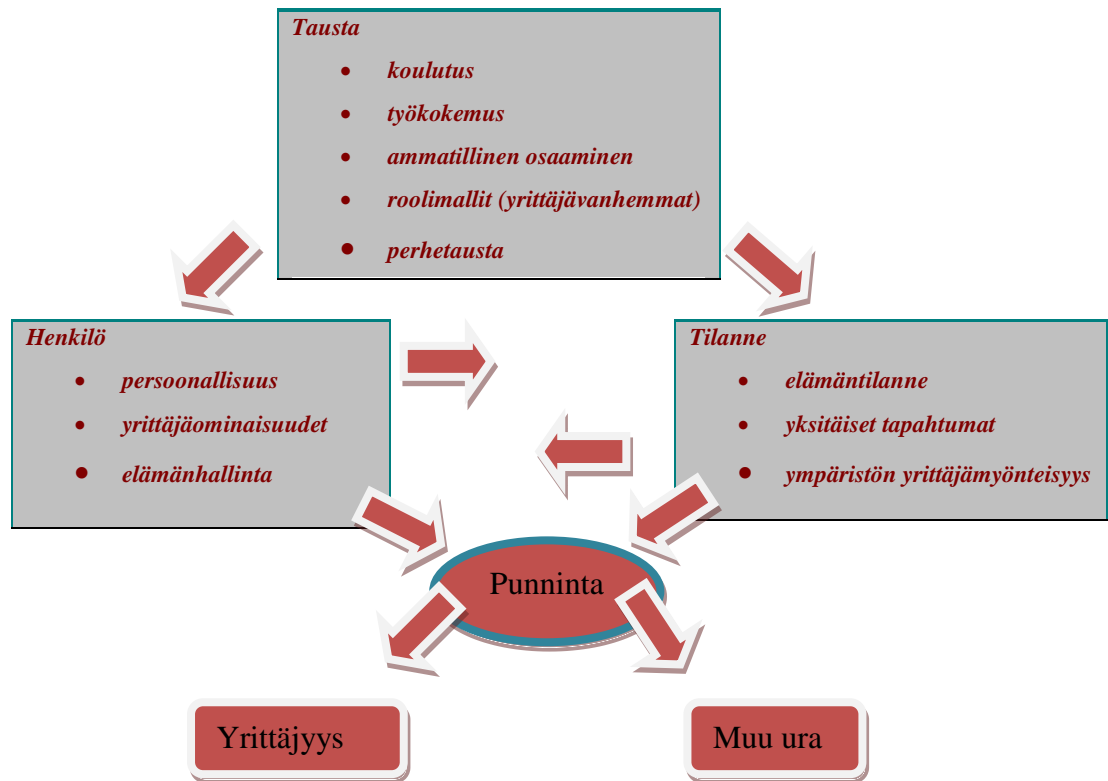 Tausta
• koulutus
• työkokemus
• ammatillinen osaaminen
• roolimallit (yrittäjävanhemmat)
• perhetausta
Henkilö
• persoonallisuus
• yrittäjäominaisuudet
• elämänhallinta
Tilanne
• elämäntilanne
• yksitäiset tapahtumat
• ympäristön yrittäjämyönteisyys
Punninta
Yrittäjyys
Muu ura